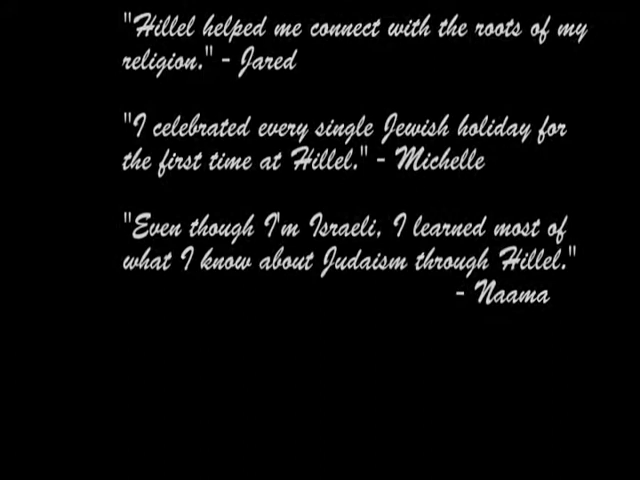 "Hillel helped me connect with the roots of my
religion." - Jared
"I celebrated every single Jewish holiday for
the first time at Hillel." - Michelle
"Even though I'm Israeli, I learned most of
what I know about Judaism through Hillel."
- Naama